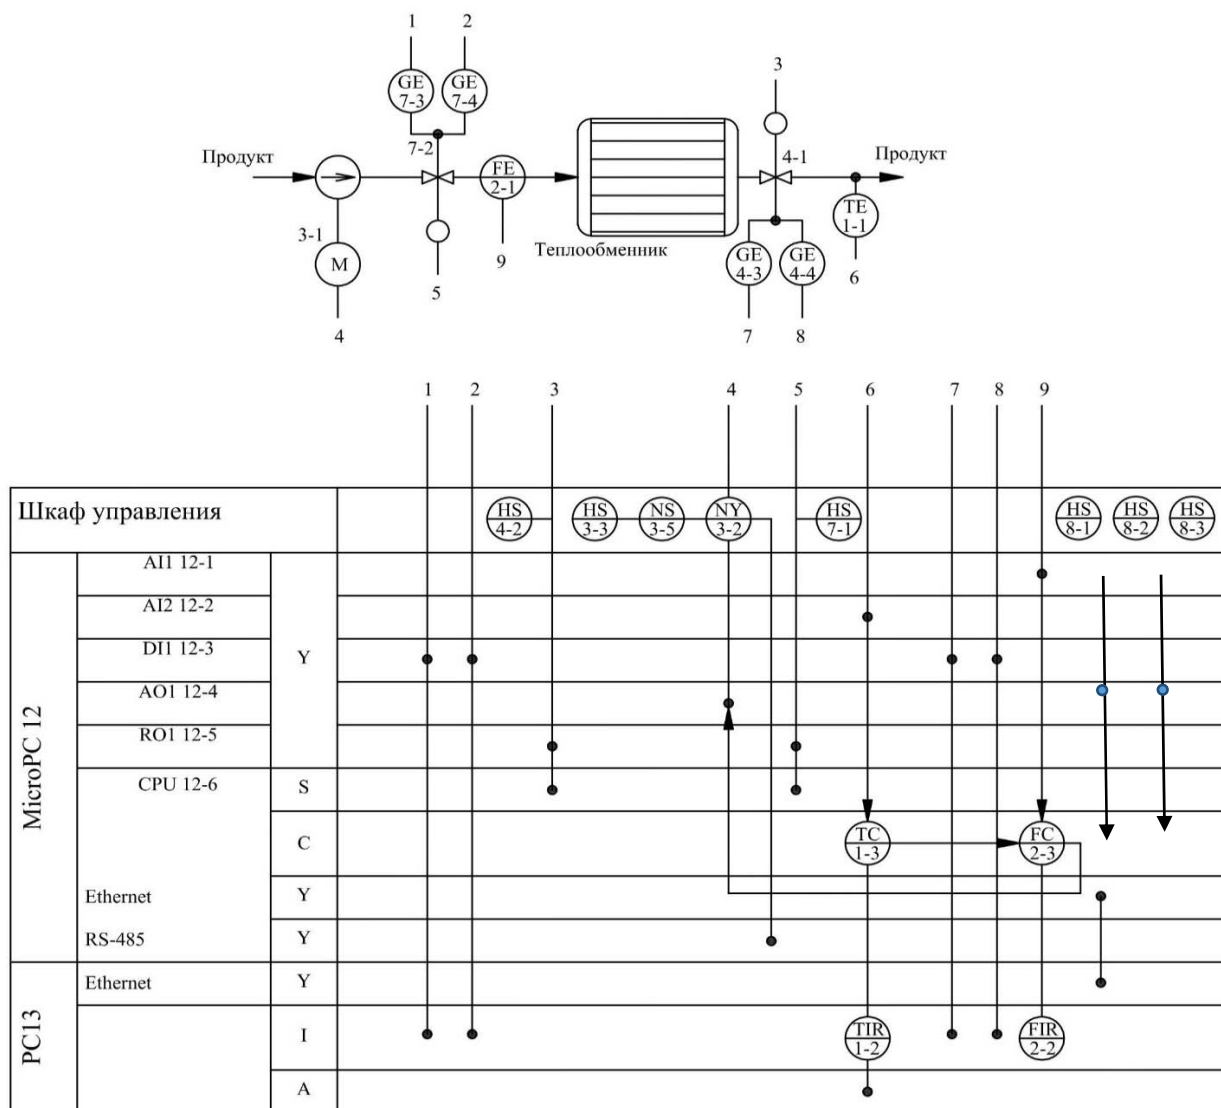 1 2
GE 7-3 GE 7-4
3
Продукт 7-2 4-1 Продукт
FE 2-1
TE 1-1
3-1
М
Теплообменник
GE 4-3 GE 4-4
9 5 6
4 7 8
1 2 3 4 5 6 7 8 9
Шкаф управления
HS 4-2 HS 3-3 NS 3-5 NY 3-2 HS 7-1 HS 8-1 HS 8-2 HS 8-3
MicroPC 12
AI1 12-1
AI2 12-2
DI1 12-3 Y
AO1 12-4
RO1 12-5
CPU 12-6 S
C TC 1-3 FC 2-3
Ethernet Y
RS-485 Y
PC13
Ethernet Y
I TIR 1-2 FIR 2-2
A